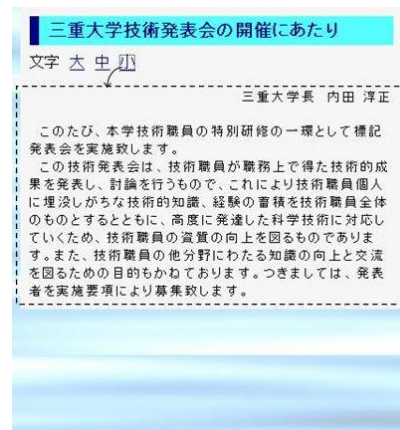 三重大学技術発表会の開催にあたり
文字 大 中 小
三重大学長 内田 淳正
このたび、本学技術職員の特別研修の一環として標記
発表会を実施致します。
この技術発表会は、技術職員が職務上で得た技術的成
果を発表し、討論を行うもので、これにより技術職員個人
に埋没しがちな技術的知識、経験の蓄積を技術職員全体
のものとするとともに、高度に発達した科学技術に対応し
ていくため、技術職員の資質の向上を図るものでありま
す。また、技術職員の他分野にわたる知識の向上と交流
を図るための目的もかねております。つきましては、発表
者を実施要項により募集致します。